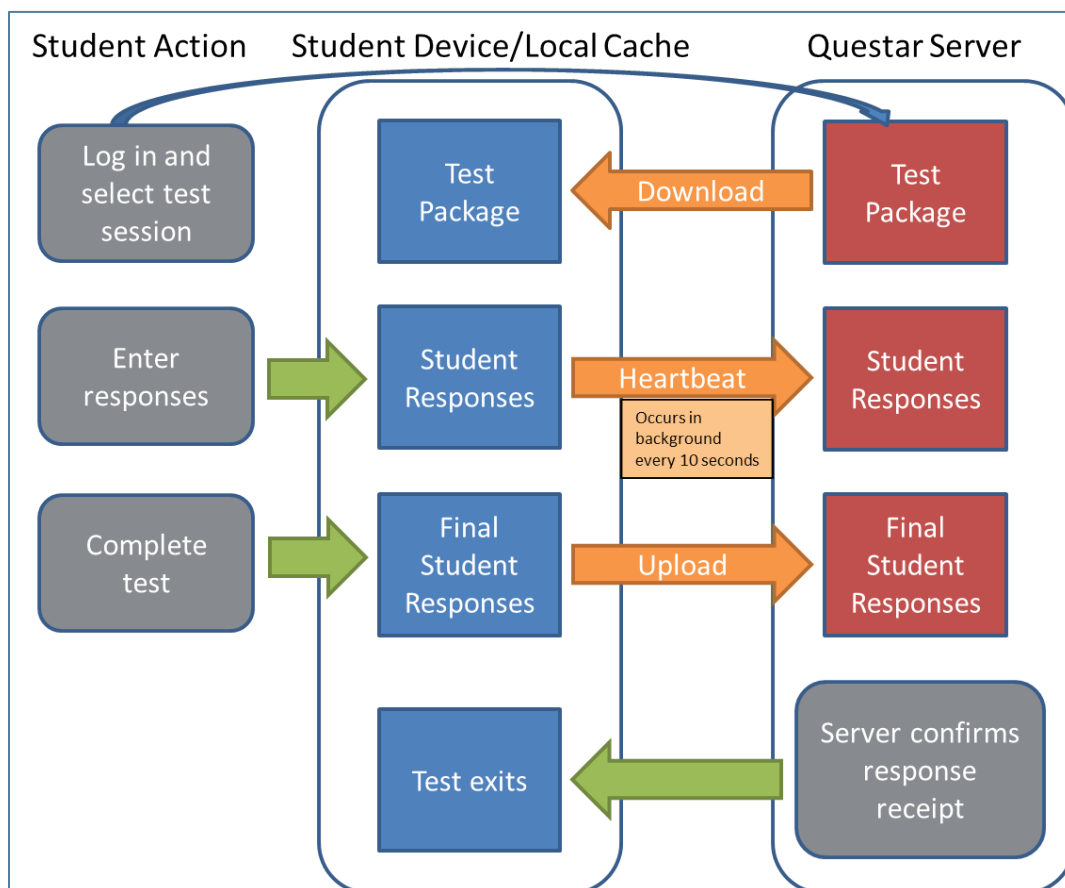 Student Action
Student Device/Local Cache
Questar Server
Log in and
select test
session
Test
Package
Download
Test
Package
Enter
responses
Student
Responses
Heartbeat
Occurs in
background
every 10 seconds
Student
Responses
Complete
test
Final
Student
Responses
Upload
Final
Student
Responses
Test exits
Server confirms
response
receipt